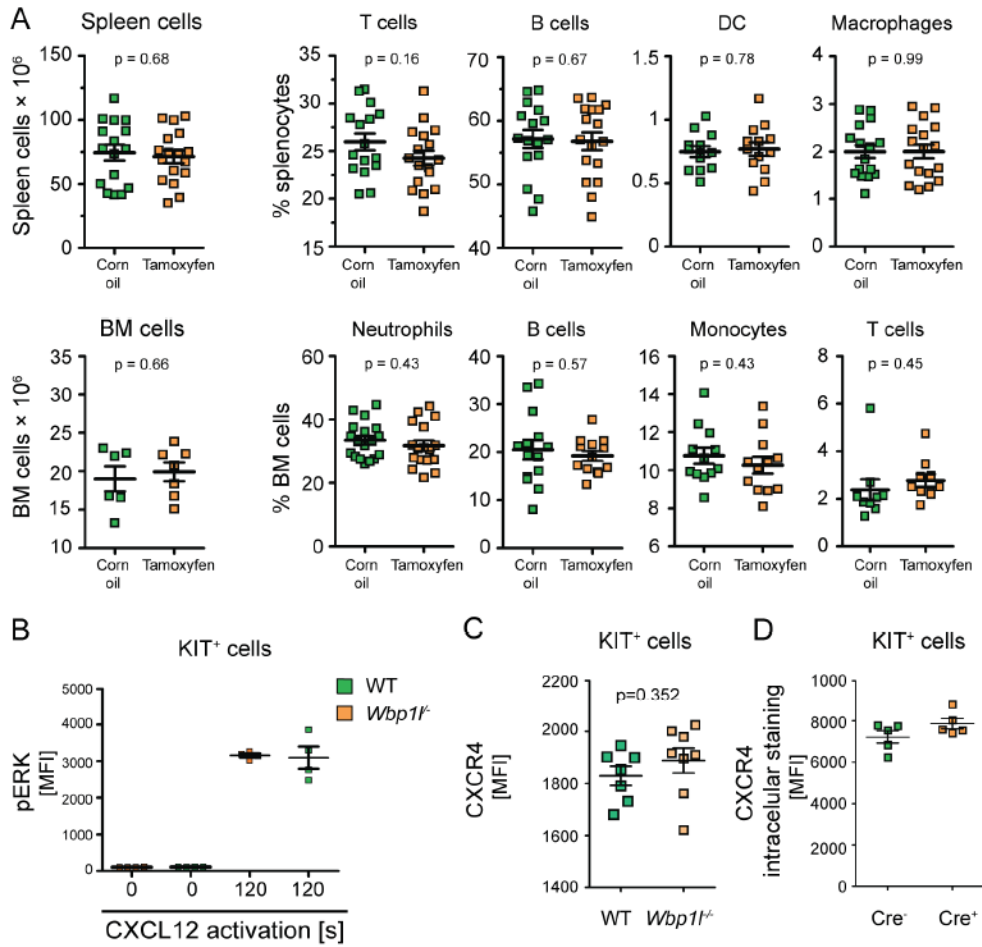 A
Spleen cells
T cells
B cells
DC
Macrophages
Spleen cells × 10⁶
p = 0.68
150
100
75
50
0
Corn
oil
Tamoxyfen
% splenocytes
p = 0.16
35
30
25
20
15
Corn
oil
Tamoxyfen
p = 0.67
70
60
50
40
Corn
oil
Tamoxyfen
p = 0.78
1.5
1
0.5
0
Corn
oil
Tamoxyfen
p = 0.99
4
3
2
1
0
Corn
oil
Tamoxyfen
BM cells
Neutrophils
B cells
Monocytes
T cells
BM cells × 10⁶
p = 0.66
35
30
25
20
15
10
Corn
oil
Tamoxyfen
% BM cells
p = 0.43
60
40
20
0
Corn
oil
Tamoxyfen
p = 0.57
40
30
20
10
0
Corn
oil
Tamoxyfen
p = 0.43
16
14
12
10
8
6
Corn
oil
Tamoxyfen
p = 0.45
8
6
4
2
0
Corn
oil
Tamoxyfen
B
KIT⁺ cells
WT
Wbp1l⁻/⁻
pERK
[MFI]
5000
4000
3000
2000
1000
0
0
0
120
120
CXCL12 activation [s]
C
KIT⁺ cells
p=0.352
CXCR4
[MFI]
2200
2000
1800
1600
1400
WT
Wbp1l⁻/⁻
D
KIT⁺ cells
CXCR4
intracelular staining
[MFI]
10000
8000
6000
4000
2000
0
Cre⁻
Cre⁺